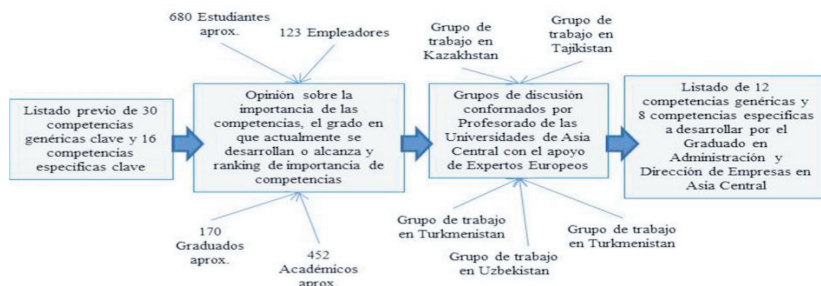 680 Estudiantes
aprox.
123 Empleadores
Grupo de
trabajo en
Kazakhstan
Grupo de
trabajo en
Tajikistan
Listado previo de 30
competencias
genéricas clave y 16
competencias
especificas clave
Opinión sobre la
importancia de las
competencias, el grado en
que actualmente se
desarrollan o alcanza y
ranking de importancia de
competencias
Grupos de discusión
conformados por
Profesorado de las
Universidades de Asia
Central con el apoyo
de Expertos Europeos
Listado de 12
competencias genéricas y
8 competencias especificas
a desarrollar por el
Graduado en
Administración y
Dirección de Empresas en
Asia Central
170
Graduados
aprox.
452
Académicos
aprox.
Grupo de trabajo
en Turkmenistan
Grupo de trabajo
en Uzbekistan
Grupo de trabajo
en Turkmenistan